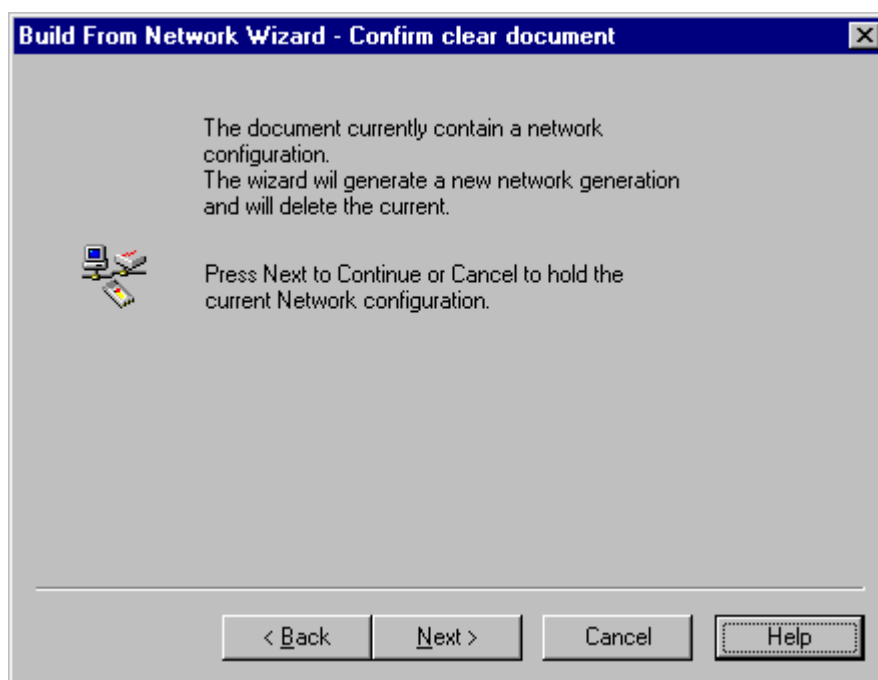 Build From Network Wizard - Confirm clear document
The document currently contain a network
configuration.
The wizard wil generate a new network generation
and will delete the current.
Press Next to Continue or Cancel to hold the
current Network configuration.
< Back
Next >
Cancel
Help